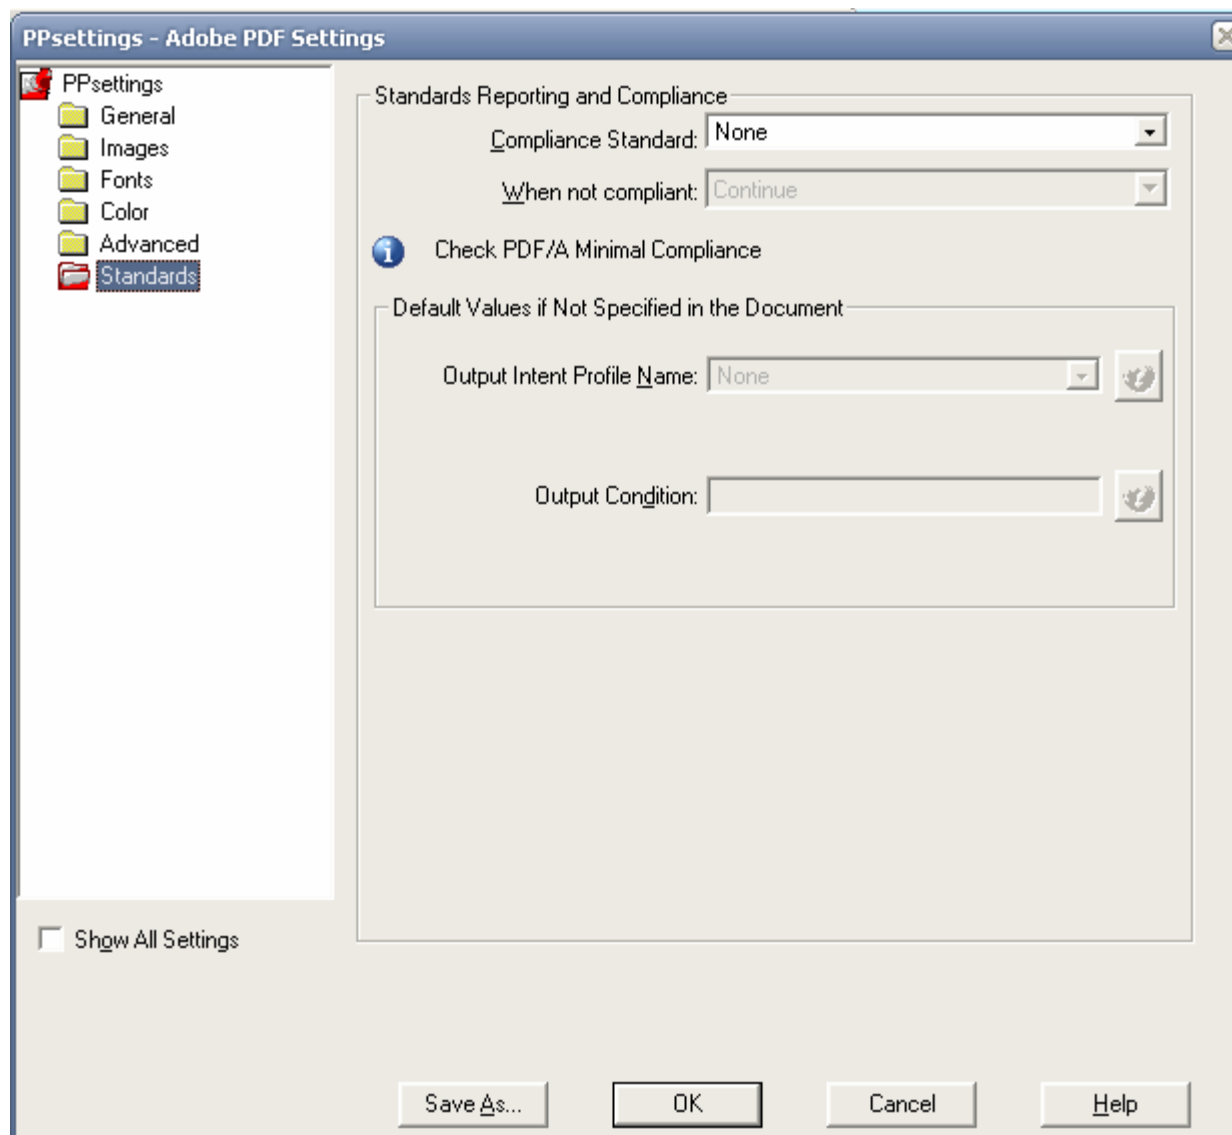 PPsettings - Adobe PDF Settings
PPsettings
General
Images
Fonts
Color
Advanced
Standards
Show All Settings
Standards Reporting and Compliance
Compliance Standard: None
When not compliant: Continue
Check PDF/A Minimal Compliance
Default Values if Not Specified in the Document
Output Intent Profile Name: None
Output Condition:
Save As... OK Cancel Help